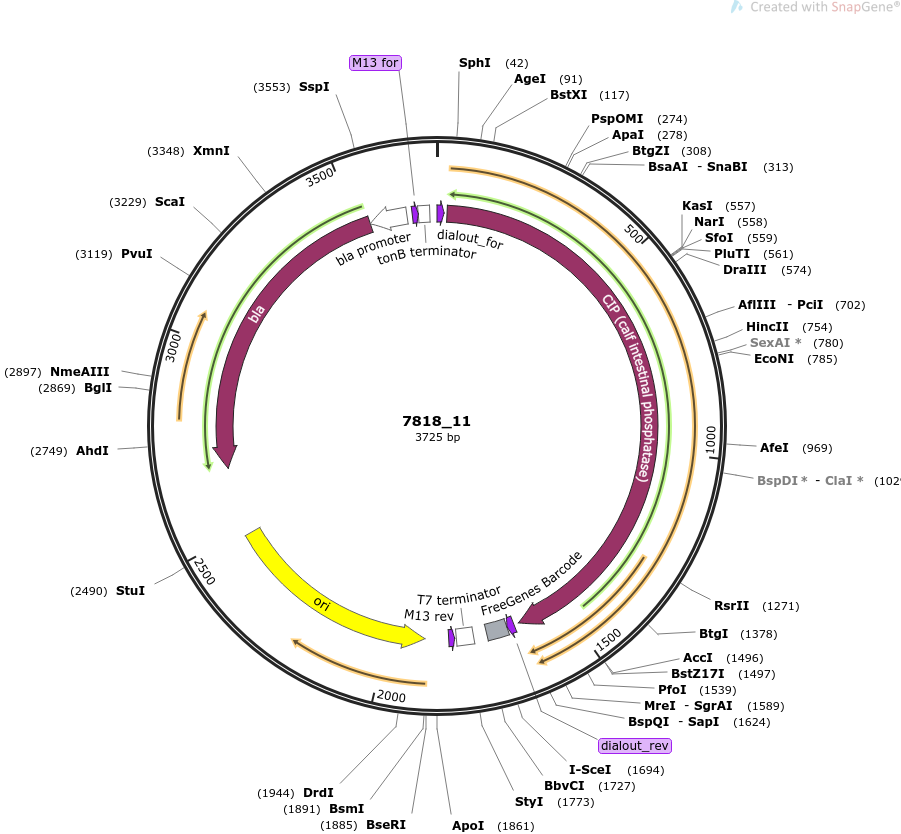 Created with SnapGene®
M13 for
SphI (42)
AgeI (91)
BstXI (117)
PspOMI (274)
ApaI (278)
BtgZI (308)
BsaAI - SnaBI (313)
KasI (557)
NarI (558)
SfoI (559)
PluTI (561)
DraIII (574)
AflIII - PciI (702)
HincII (754)
SexAI * (780)
EcoNI (785)
AfeI (969)
BspDI * - ClaI * (1029
RsrII (1271)
BtgI (1378)
AccI (1496)
BstZ17I (1497)
PfoI (1539)
MreI - SgrAI (1589)
BspQI - SapI (1624)
dialout_rev
I-SceI (1694)
BbvCI (1727)
StyI (1773)
ApoI (1861)
(1885) BseRI
(1891) BsmI
(1944) DrdI
(2490) StuI
(2749) AhdI
(2869) BglI
(2897) NmeAIII
(3119) PvuI
(3229) ScaI
(3348) XmnI
(3553) SspI
500
1000
1500
2000
2500
3000
3500
dialout_for
tonB terminator
bla promoter
bla
CIP (calf intestinal phosphatase)
7818_11
3725 bp
FreeGenes Barcode
T7 terminator
M13 rev
ori